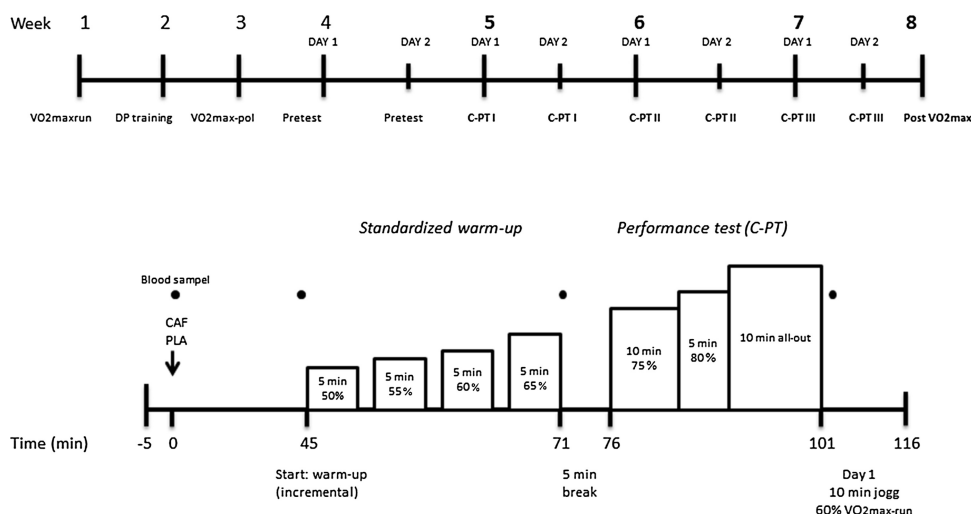 Week 1 2 3 4 5 6 7 8
DAY 1 DAY 2 DAY 1 DAY 2 DAY 1 DAY 2 DAY 1 DAY 2
VO2maxrun DP training VO2max-pol Pretest Pretest C-PT I C-PT I C-PT II C-PT II C-PT III C-PT III Post VO2max
Standardized warm-up Performance test (C-PT)
Blood sampel
CAF
PLA
5 min
50%
5 min
55%
5 min
60%
5 min
65%
10 min
75%
5 min
80%
10 min all-out
Time (min) -5 0 45 71 76 101 116
Start: warm-up
(incremental)
5 min
break
Day 1
10 min jogg
60% VO2max-run